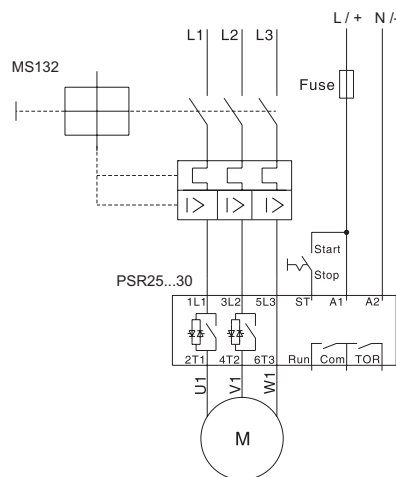 L1 L2 L3 L / + N /-
MS132
Fuse
I> I> I>
Start
Stop
PSR25...30
1L1 3L2 5L3 ST A1 A2
2T1 4T2 6T3 Run Com TOR
U1 V1 W1
M